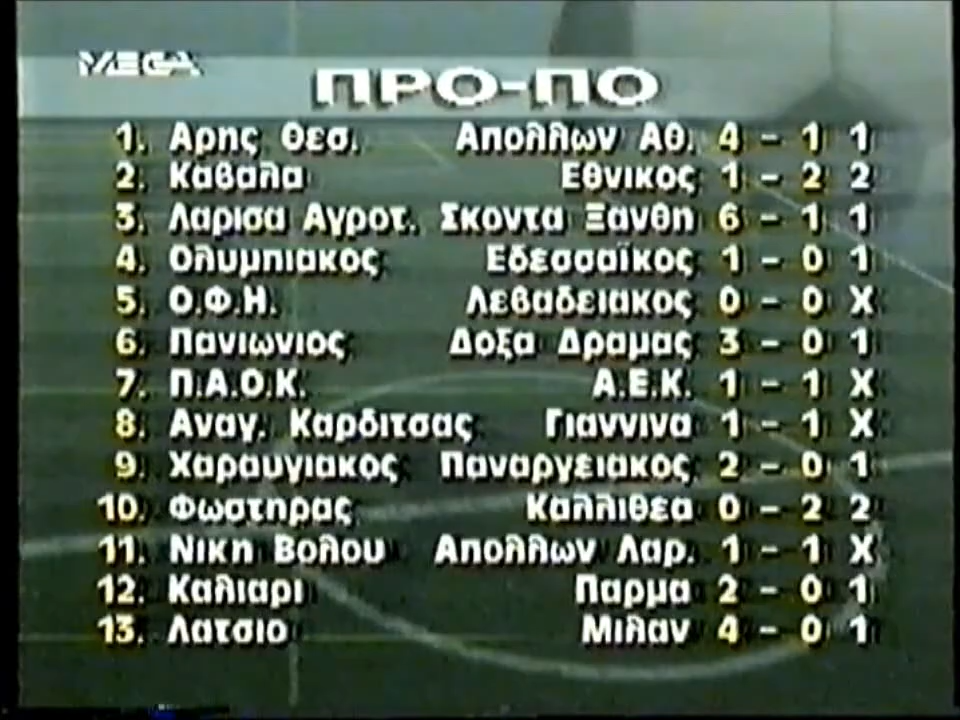 MEGA
ΠΡΟ-ΠΟ
1. Αρης Θεσ. Απολλων Αθ. 4 - 1 1
2. Καβαλα Εθνικος 1 - 2 2
3. Λαρισα Αγροτ. Σκοντα Ξανθη 6 - 1 1
4. Ολυμπιακος Εδεσσαϊκος 1 - 0 1
5. Ο.Φ.Η. Λεβαδειακος 0 - 0 X
6. Πανιωνιος Δοξα Δραμας 3 - 0 1
7. Π.Α.Ο.Κ. Α.Ε.Κ. 1 - 1 X
8. Αναγ. Καρδιτσας Γιαννινα 1 - 1 X
9. Χαραυγιακος Παναργειακος 2 - 0 1
10. Φωστηρας Καλλιθεα 0 - 2 2
11. Νικη Βολου Απολλων Λαρ. 1 - 1 X
12. Καλιαρι Παρμα 2 - 0 1
13. Λατσιο Μιλαν 4 - 0 1